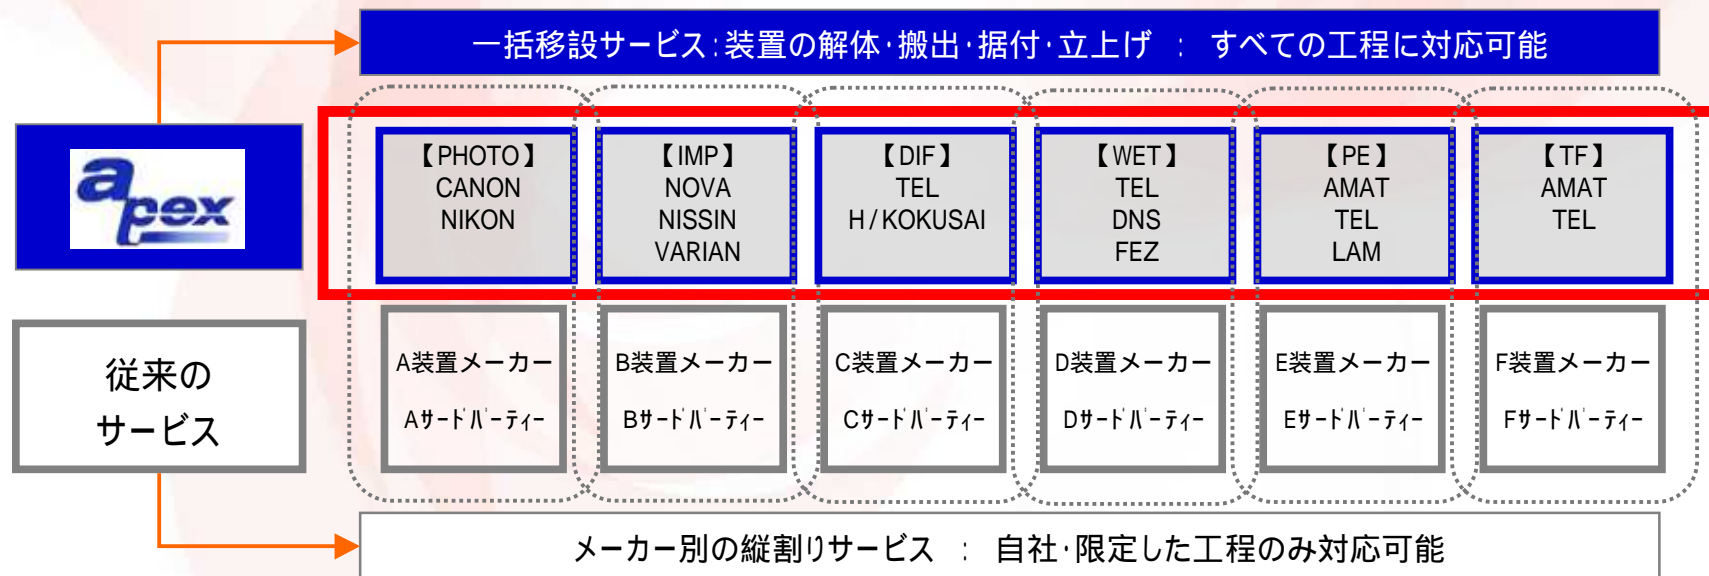 一括移設サービス：装置の解体・搬出・据付・立上げ ： すべての工程に対応可能
apex
【PHOTO】
CANON
NIKON
【IMP】
NOVA
NISSIN
VARIAN
【DIF】
TEL
H/KOKUSAI
【WET】
TEL
DNS
FEZ
【PE】
AMAT
TEL
LAM
【TF】
AMAT
TEL
従来の
サービス
A装置メーカー
Aｻｰﾄﾞﾊﾟｰﾃｨｰ
B装置メーカー
Bｻｰﾄﾞﾊﾟｰﾃｨｰ
C装置メーカー
Cｻｰﾄﾞﾊﾟｰﾃｨｰ
D装置メーカー
Dｻｰﾄﾞﾊﾟｰﾃｨｰ
E装置メーカー
Eｻｰﾄﾞﾊﾟｰﾃｨｰ
F装置メーカー
Fｻｰﾄﾞﾊﾟｰﾃｨｰ
メーカー別の縦割りサービス ： 自社・限定した工程のみ対応可能